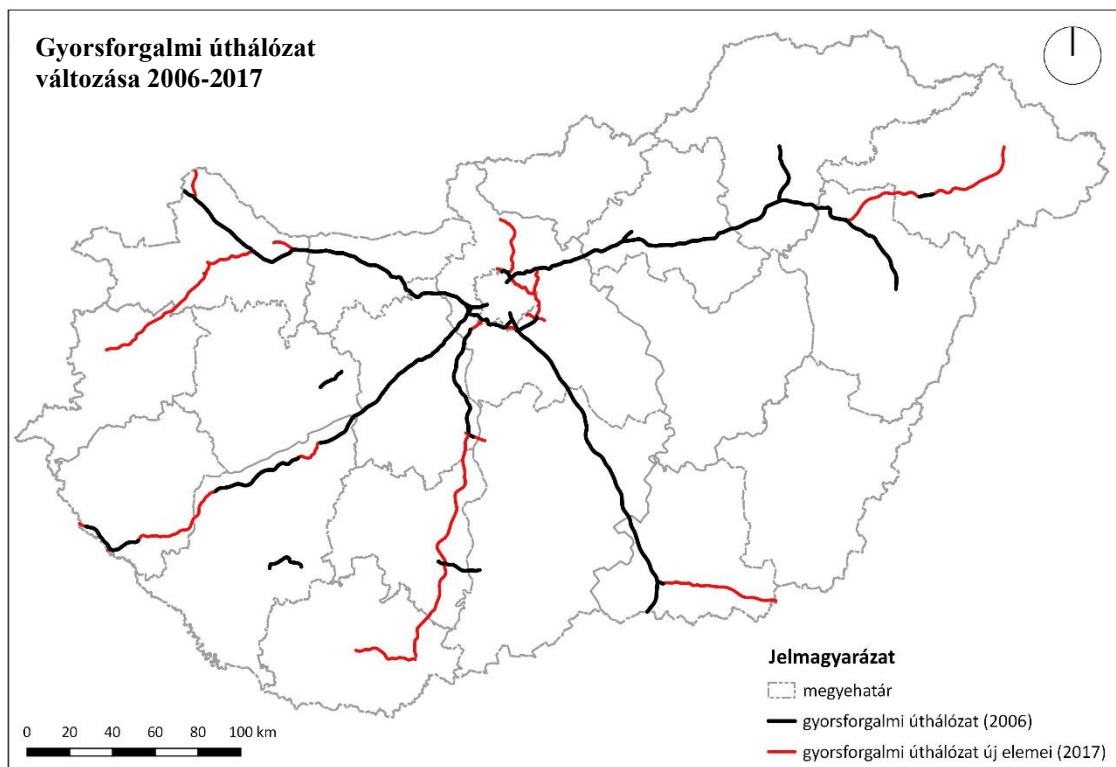 Gyorsforgalmi úthálózat
változása 2006-2017
Jelmagyarázat
megyehatár
gyorsforgalmi úthálózat (2006)
gyorsforgalmi úthálózat új elemei (2017)
0 20 40 60 80 100 km